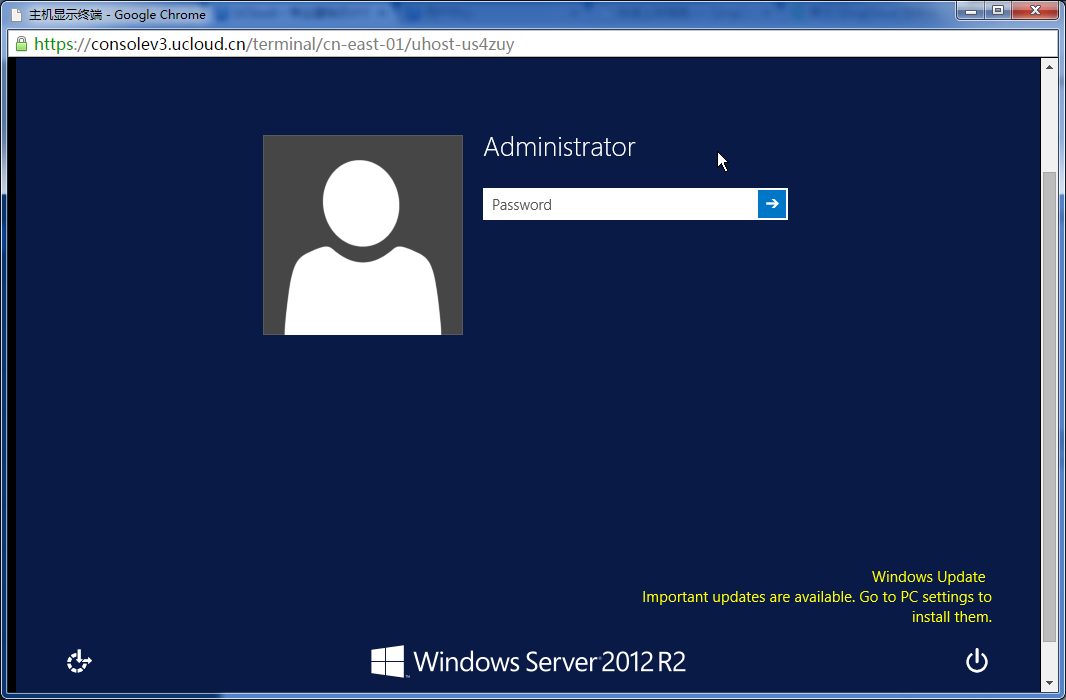 主机显示终端 - Google Chrome
https://consolev3.ucloud.cn/terminal/cn-east-01/uhost-us4zuy
Administrator
Password
Windows Update
Important updates are available. Go to PC settings to
install them.
Windows Server 2012 R2